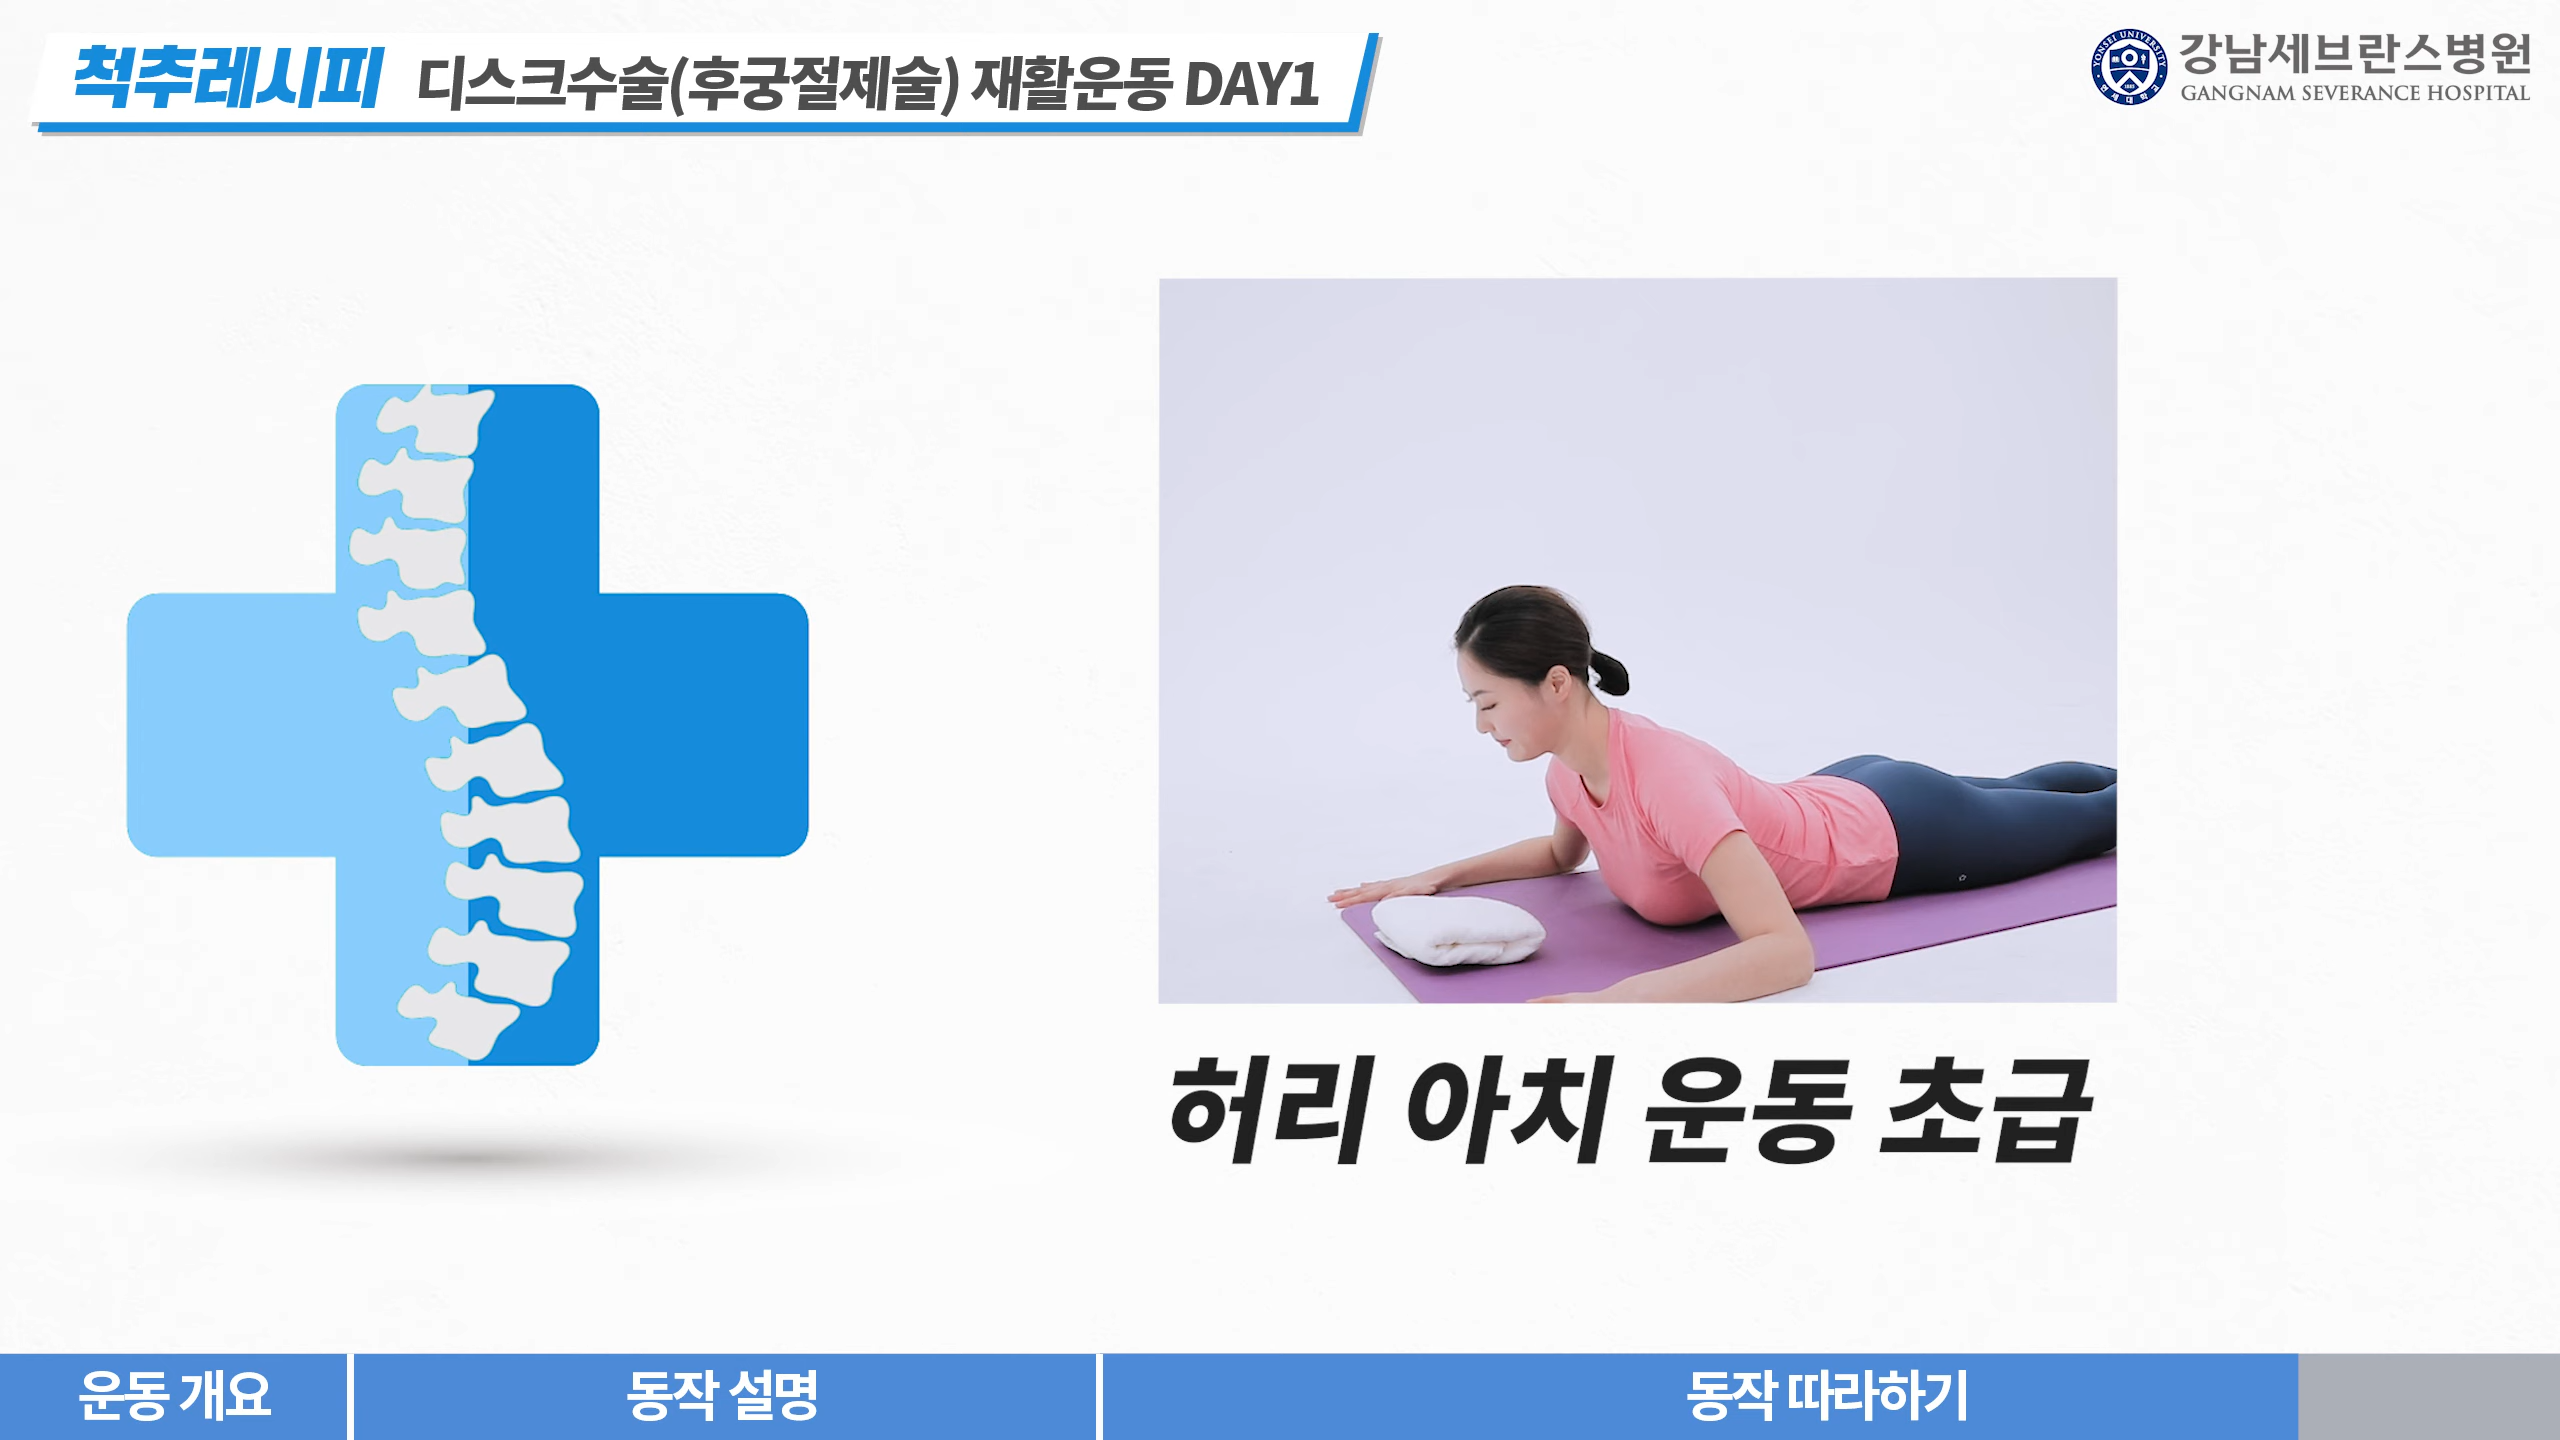 척추레시피 디스크수술(후궁절제술) 재활운동 DAY1
강남세브란스병원
GANGNAM SEVERANCE HOSPITAL
허리 아치 운동 초급
운동 개요
동작 설명
동작 따라하기